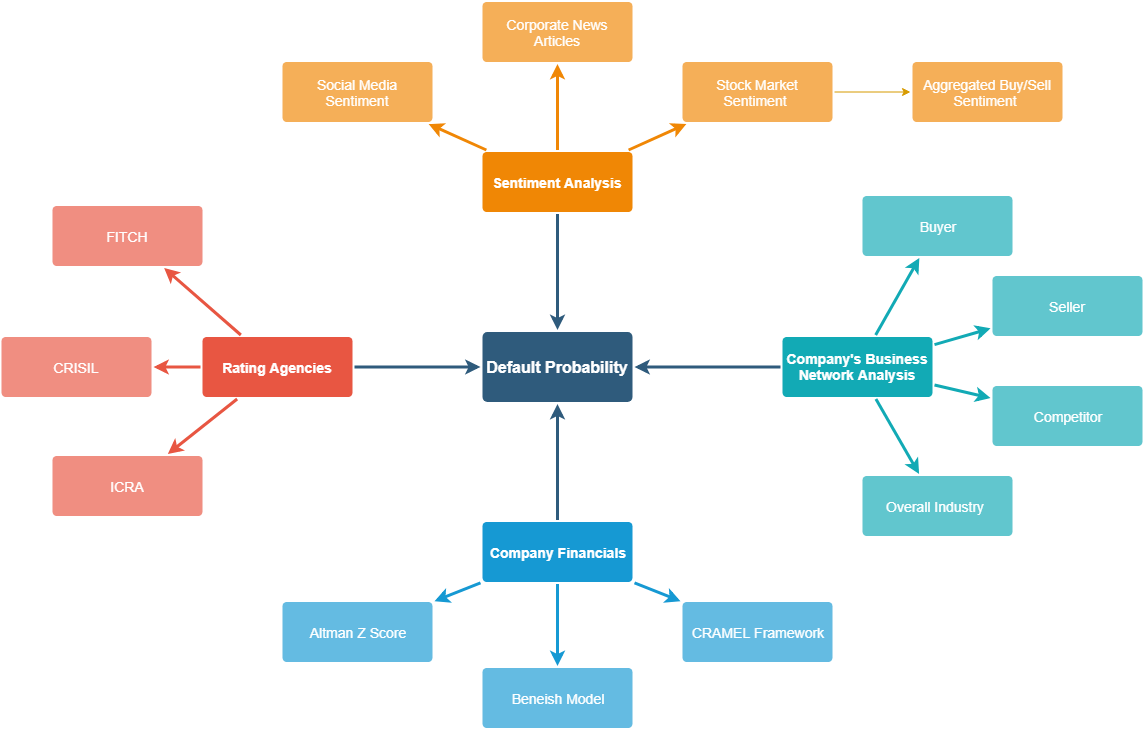 Corporate News
Articles
Social Media
Sentiment
Stock Market
Sentiment
Aggregated Buy/Sell
Sentiment
Sentiment Analysis
FITCH
Buyer
Seller
CRISIL
Rating Agencies
Default Probability
Company's Business
Network Analysis
Competitor
ICRA
Overall Industry
Company Financials
Altman Z Score
CRAMEL Framework
Beneish Model